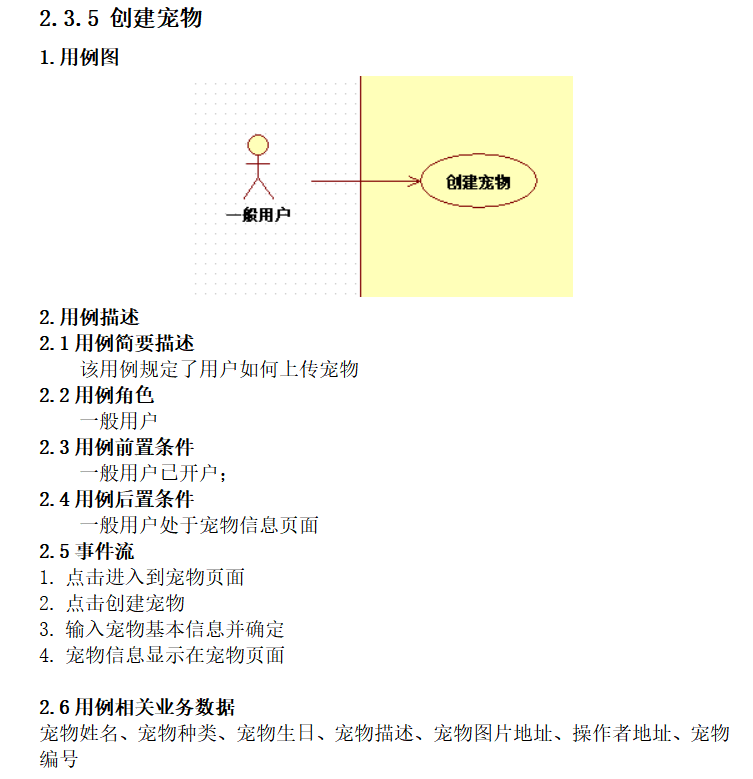 2.3.5 创建宠物
1.用例图
创建宠物
一般用户
2.用例描述
2.1用例简要描述
该用例规定了用户如何上传宠物
2.2用例角色
一般用户
2.3用例前置条件
一般用户已开户；
2.4用例后置条件
一般用户处于宠物信息页面
2.5事件流
1. 点击进入到宠物页面
2. 点击创建宠物
3. 输入宠物基本信息并确定
4. 宠物信息显示在宠物页面
2.6用例相关业务数据
宠物姓名、宠物种类、宠物生日、宠物描述、宠物图片地址、操作者地址、宠物
编号